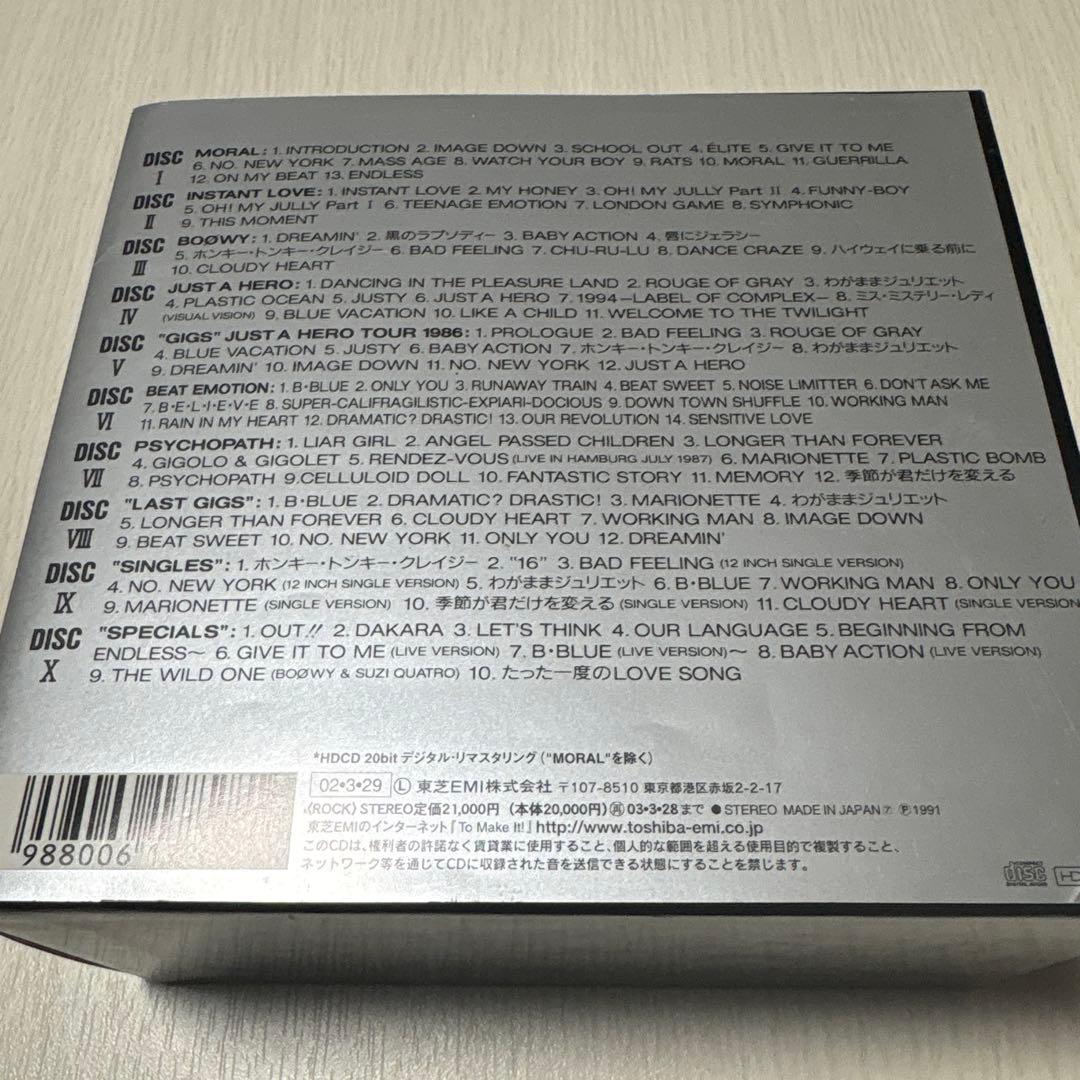 DISC I MORAL: 1. INTRODUCTION 2. IMAGE DOWN 3. SCHOOL OUT 4. ÉLITE 5. GIVE IT TO ME
6. NO. NEW YORK 7. MASS AGE 8. WATCH YOUR BOY 9. RATS 10. MORAL 11. GUERRILLA
12. ON MY BEAT 13. ENDLESS
DISC II INSTANT LOVE: 1. INSTANT LOVE 2. MY HONEY 3. OH! MY JULLY Part II 4. FUNNY-BOY
5. OH! MY JULLY Part I 6. TEENAGE EMOTION 7. LONDON GAME 8. SYMPHONIC
9. THIS MOMENT
DISC III BOØWY: 1. DREAMIN' 2.黒のラプソディー 3. BABY ACTION 4. 唇にジェラシー
5. ホンキー・トンキー・クレイジー 6. BAD FEELING 7. CHU-RU-LU 8. DANCE CRAZE 9. ハイウェイに乗る前に
10. CLOUDY HEART
DISC IV JUST A HERO: 1. DANCING IN THE PLEASURE LAND 2. ROUGE OF GRAY 3. わがままジュリエット
4. PLASTIC OCEAN 5. JUSTY 6. JUST A HERO 7. 1994—LABEL OF COMPLEX— 8. ミス・ミステリー・レディ
(VISUAL VISION) 9. BLUE VACATION 10. LIKE A CHILD 11. WELCOME TO THE TWILIGHT
DISC V "GIGS" JUST A HERO TOUR 1986: 1. PROLOGUE 2. BAD FEELING 3. ROUGE OF GRAY
4. BLUE VACATION 5. JUSTY 6. BABY ACTION 7. ホンキー・トンキー・クレイジー 8. わがままジュリエット
9. DREAMIN' 10. IMAGE DOWN 11. NO. NEW YORK 12. JUST A HERO
DISC VI BEAT EMOTION: 1. B・BLUE 2. ONLY YOU 3. RUNAWAY TRAIN 4. BEAT SWEET 5. NOISE LIMITTER 6. DON'T ASK ME
7. B・E・L・I・E・V・E 8. SUPER-CALIFRAGILISTIC-EXPIARI-DOCIOUS 9. DOWN TOWN SHUFFLE 10. WORKING MAN
11. RAIN IN MY HEART 12. DRAMATIC? DRASTIC! 13. OUR REVOLUTION 14. SENSITIVE LOVE
DISC VII PSYCHOPATH: 1. LIAR GIRL 2. ANGEL PASSED CHILDREN 3. LONGER THAN FOREVER
4. GIGOLO & GIGOLET 5. RENDEZ-VOUS (LIVE IN HAMBURG JULY 1987) 6. MARIONETTE 7. PLASTIC BOMB
8. PSYCHOPATH 9. CELLULOID DOLL 10. FANTASTIC STORY 11. MEMORY 12. 季節が君だけを変える
DISC VIII "LAST GIGS": 1. B・BLUE 2. DRAMATIC? DRASTIC! 3. MARIONETTE 4. わがままジュリエット
5. LONGER THAN FOREVER 6. CLOUDY HEART 7. WORKING MAN 8. IMAGE DOWN
9. BEAT SWEET 10. NO. NEW YORK 11. ONLY YOU 12. DREAMIN'
DISC IX "SINGLES": 1. ホンキー・トンキー・クレイジー 2. "16" 3. BAD FEELING (12 INCH SINGLE VERSION)
4. NO. NEW YORK (12 INCH SINGLE VERSION) 5. わがままジュリエット 6. B・BLUE 7. WORKING MAN 8. ONLY YOU
9. MARIONETTE (SINGLE VERSION) 10. 季節が君だけを変える (SINGLE VERSION) 11. CLOUDY HEART (SINGLE VERSION
DISC X "SPECIALS": 1. OUT!! 2. DAKARA 3. LET'S THINK 4. OUR LANGUAGE 5. BEGINNING FROM
ENDLESS〜 6. GIVE IT TO ME (LIVE VERSION) 7. B・BLUE (LIVE VERSION)〜 8. BABY ACTION (LIVE VERSION)
9. THE WILD ONE (BOØWY & SUZI QUATRO) 10. たった一度のLOVE SONG
*HDCD 20bit デジタル・リマスタリング ("MORAL"を除く)
02・3・29 Ⓛ 東芝EMI株式会社 〒107-8510 東京都港区赤坂2-2-17
〈ROCK〉 STEREO 定価21,000円 (本体20,000円) 再 03・3・28まで ●STEREO MADE IN JAPAN⑦ Ⓟ1991
東芝EMIのインターネット『To Make It!』http://www.toshiba-emi.co.jp
このCDは、権利者の許諾なく賃貸業に使用すること、個人的な範囲を超える使用目的で複製すること、
ネットワーク等を通じてCDに収録された音を送信できる状態にすることを禁じます。
988006
COMPACT DISC DIGITAL AUDIO HD